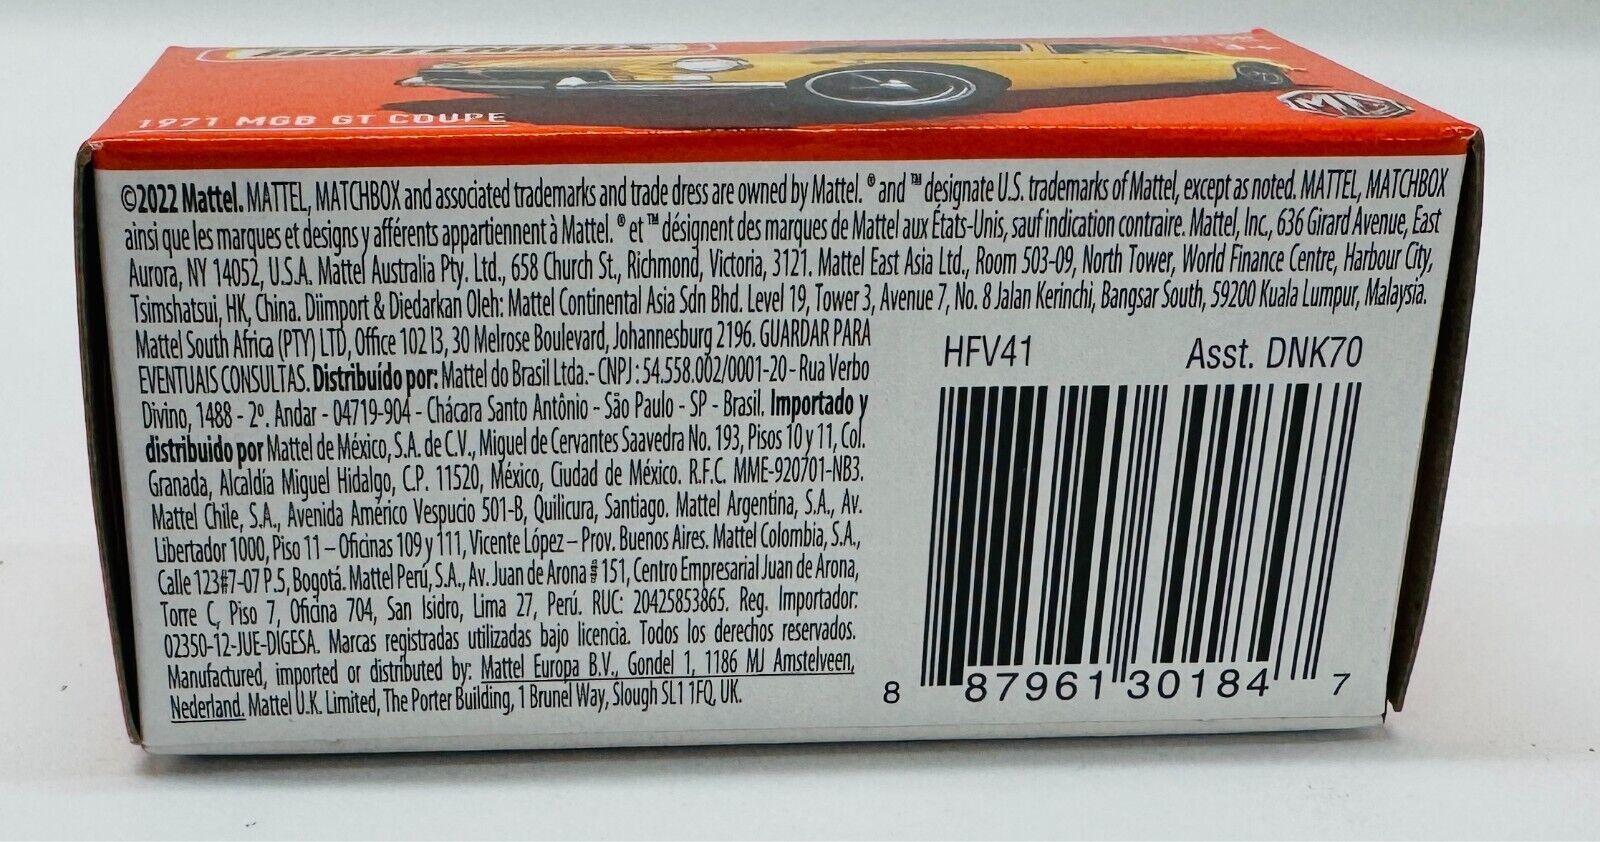 MATCHBOX
1971 MGB GT COUPE
MG
©2022 Mattel. MATTEL, MATCHBOX and associated trademarks and trade dress are owned by Mattel. ® and ™ designate U.S. trademarks of Mattel, except as noted. MATTEL, MATCHBOX
ainsi que les marques et designs y afférents appartiennent à Mattel. ® et ™ désignent des marques de Mattel aux États-Unis, sauf indication contraire. Mattel, Inc., 636 Girard Avenue, East
Aurora, NY 14052, U.S.A. Mattel Australia Pty. Ltd., 658 Church St., Richmond, Victoria, 3121. Mattel East Asia Ltd., Room 503-09, North Tower, World Finance Centre, Harbour City,
Tsimshatsui, HK, China. Diimport & Diedarkan Oleh: Mattel Continental Asia Sdn Bhd. Level 19, Tower 3, Avenue 7, No. 8 Jalan Kerinchi, Bangsar South, 59200 Kuala Lumpur, Malaysia.
Mattel South Africa (PTY) LTD, Office 102 I3, 30 Melrose Boulevard, Johannesburg 2196. GUARDAR PARA
EVENTUAIS CONSULTAS. Distribuído por: Mattel do Brasil Ltda.- CNPJ : 54.558.002/0001-20 - Rua Verbo
Divino, 1488 - 2º. Andar - 04719-904 - Chácara Santo Antônio - São Paulo - SP - Brasil. Importado y
distribuido por Mattel de México, S.A. de C.V., Miguel de Cervantes Saavedra No. 193, Pisos 10 y 11, Col.
Granada, Alcaldía Miguel Hidalgo, C.P. 11520, México, Ciudad de México. R.F.C. MME-920701-NB3.
Mattel Chile, S.A., Avenida Américo Vespucio 501-B, Quilicura, Santiago. Mattel Argentina, S.A., Av.
Libertador 1000, Piso 11 – Oficinas 109 y 111, Vicente López – Prov. Buenos Aires. Mattel Colombia, S.A.,
Calle 123#7-07 P.5, Bogotá. Mattel Perú, S.A., Av. Juan de Arona # 151, Centro Empresarial Juan de Arona,
Torre C, Piso 7, Oficina 704, San Isidro, Lima 27, Perú. RUC: 20425853865. Reg. Importador:
02350-12-JUE-DIGESA. Marcas registradas utilizadas bajo licencia. Todos los derechos reservados.
Manufactured, imported or distributed by: Mattel Europa B.V., Gondel 1, 1186 MJ Amstelveen,
Nederland. Mattel U.K. Limited, The Porter Building, 1 Brunel Way, Slough SL1 1FQ, UK.
HFV41 Asst. DNK70
8 87961 30184 7